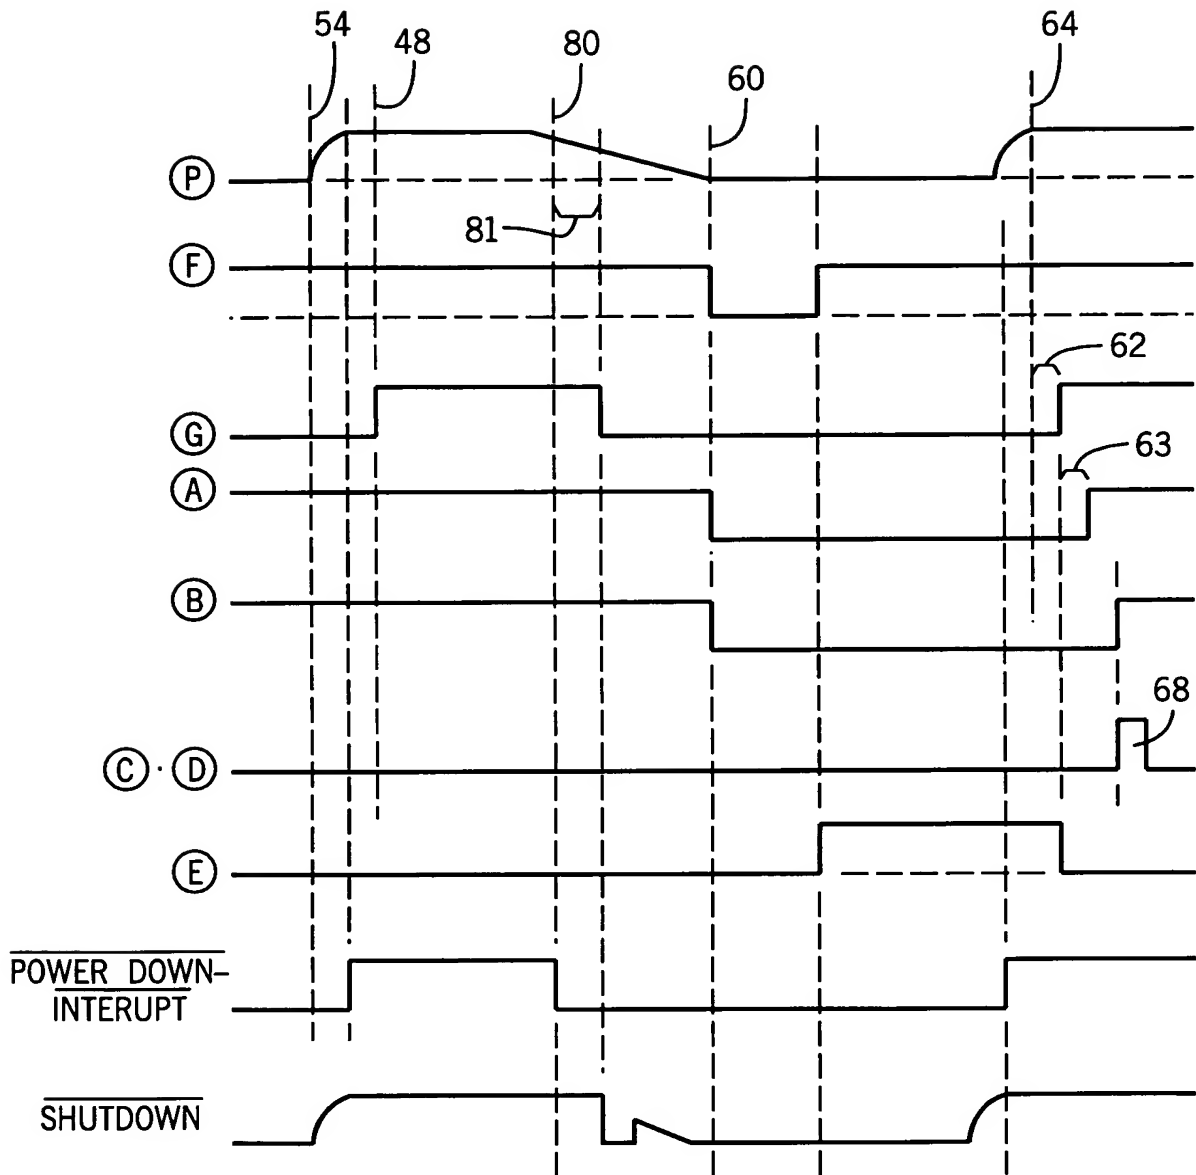 54
48
80
60
64
P
81
F
62
G
63
A
B
68
C · D
E
POWER DOWN-
INTERUPT
SHUTDOWN